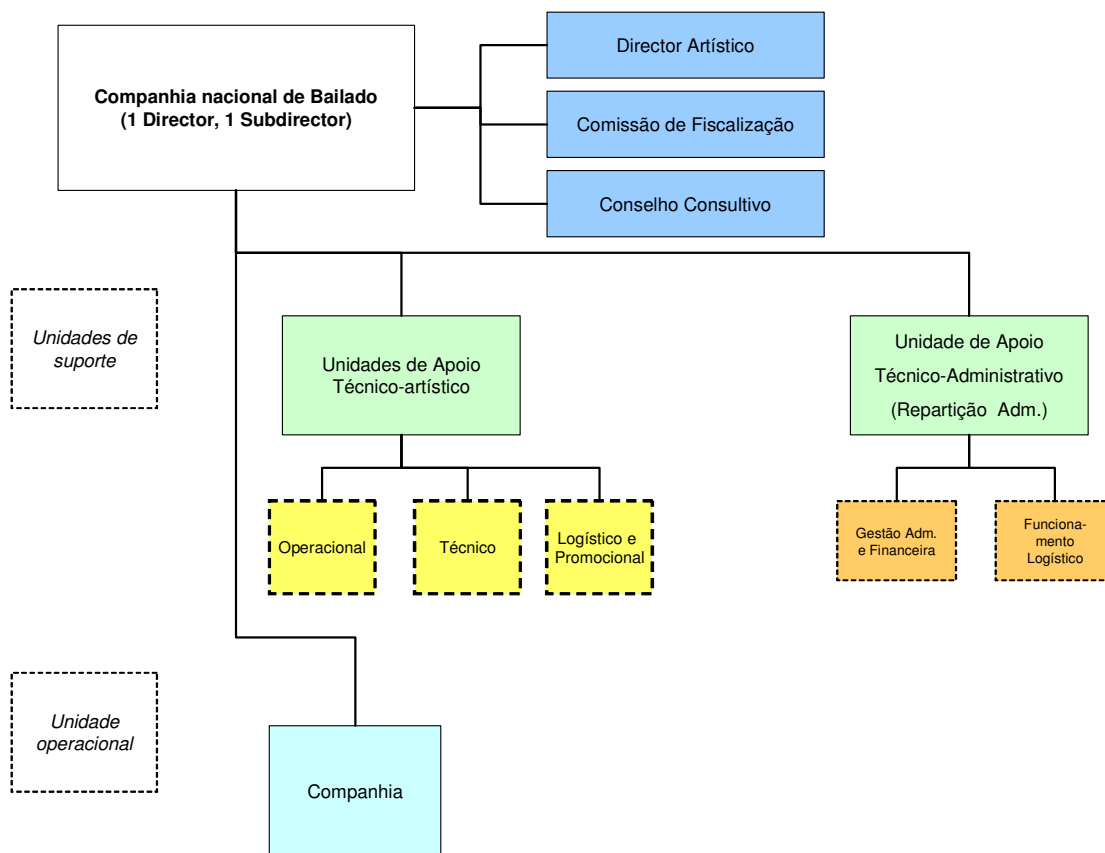 Companhia nacional de Bailado
(1 Director, 1 Subdirector)
Director Artístico
Comissão de Fiscalização
Conselho Consultivo
Unidades de
suporte
Unidades de Apoio
Técnico-artístico
Unidade de Apoio
Técnico-Administrativo
(Repartição Adm.)
Operacional
Técnico
Logístico e
Promocional
Gestão Adm.
e Financeira
Funciona-
mento
Logístico
Unidade
operacional
Companhia